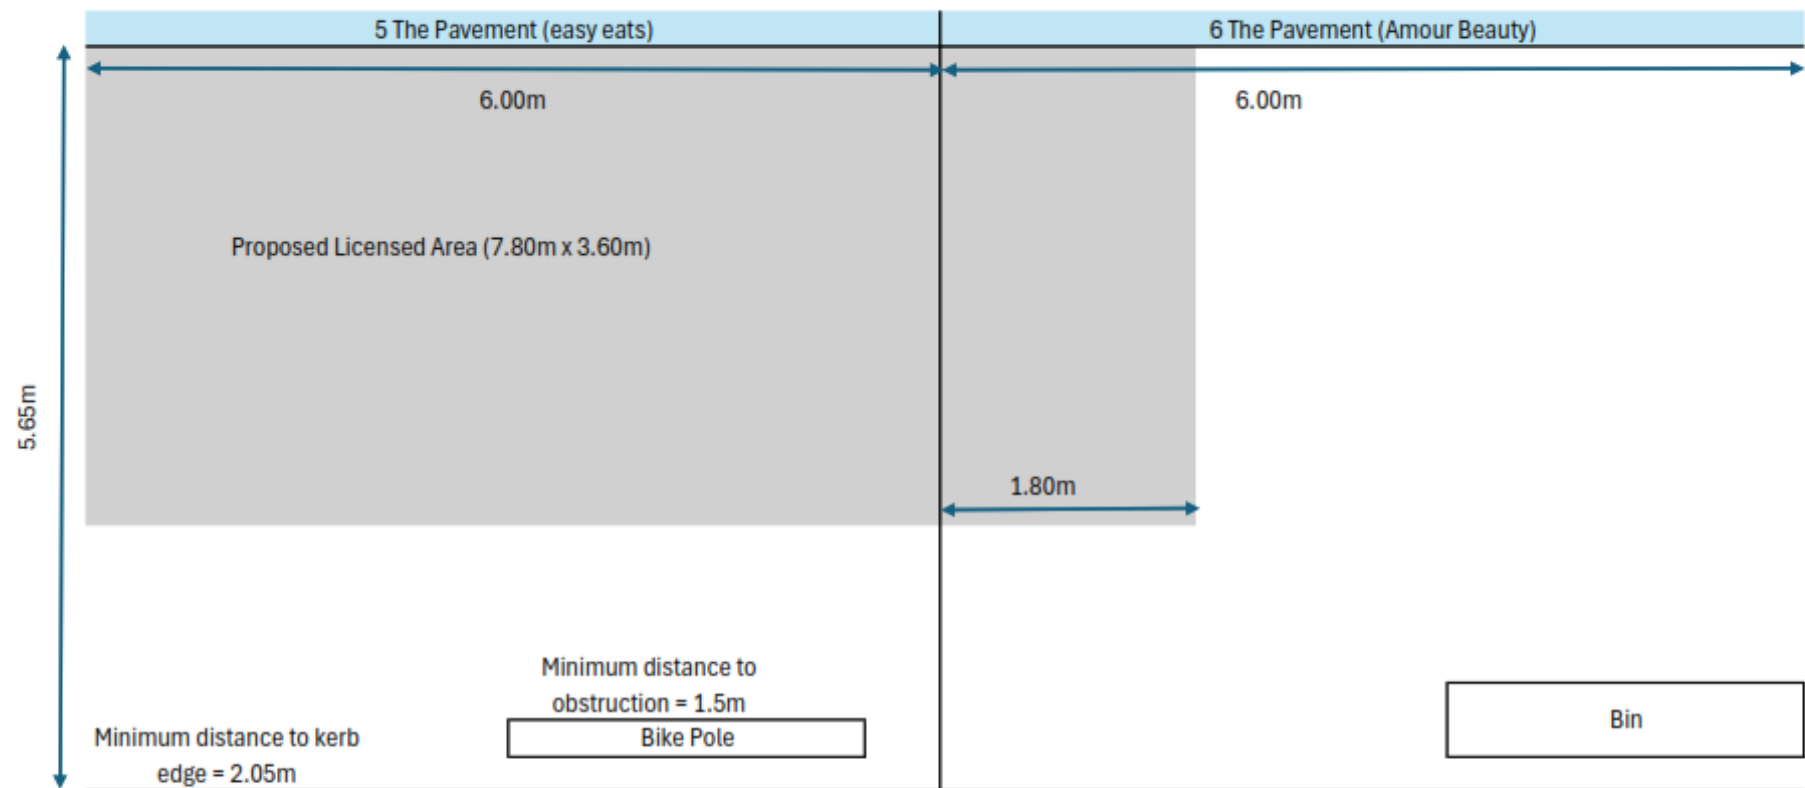 5 The Pavement (easy eats)
6 The Pavement (Amour Beauty)
6.00m
6.00m
Proposed Licensed Area (7.80m x 3.60m)
5.65m
1.80m
Minimum distance to
obstruction = 1.5m
Bike Pole
Bin
Minimum distance to kerb
edge = 2.05m